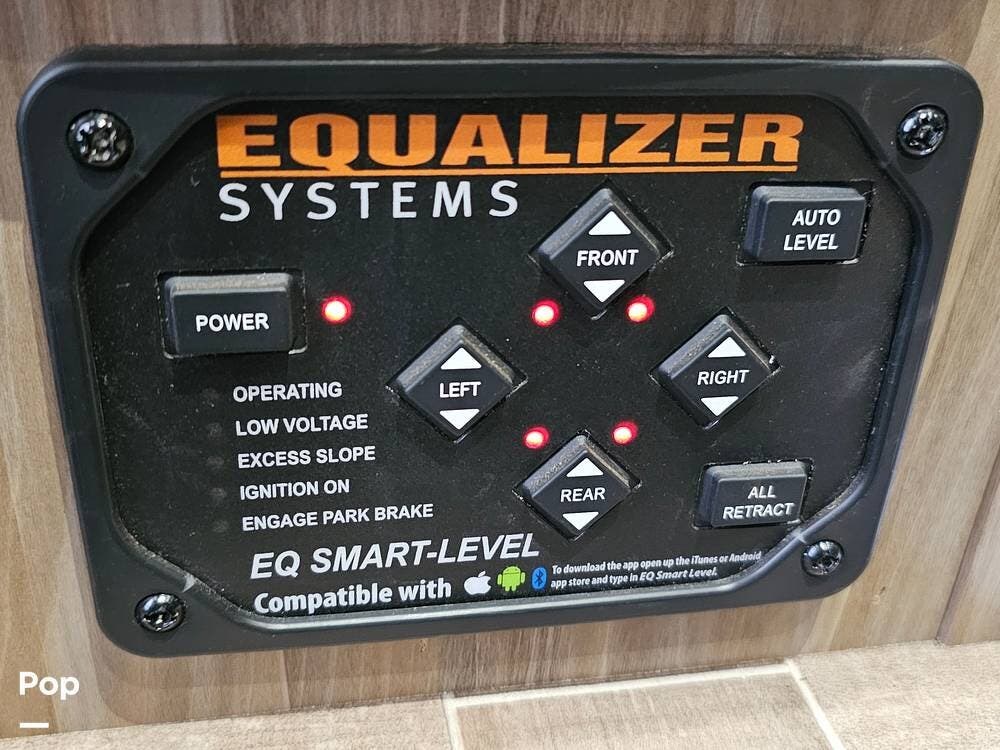 EQUALIZER
SYSTEMS
AUTO
LEVEL
FRONT
POWER
LEFT
RIGHT
OPERATING
LOW VOLTAGE
EXCESS SLOPE
IGNITION ON
ENGAGE PARK BRAKE
REAR
ALL
RETRACT
EQ SMART-LEVEL
Compatible with
To download the app open up the iTunes or Android
app store and type in EQ Smart Level.
Pop